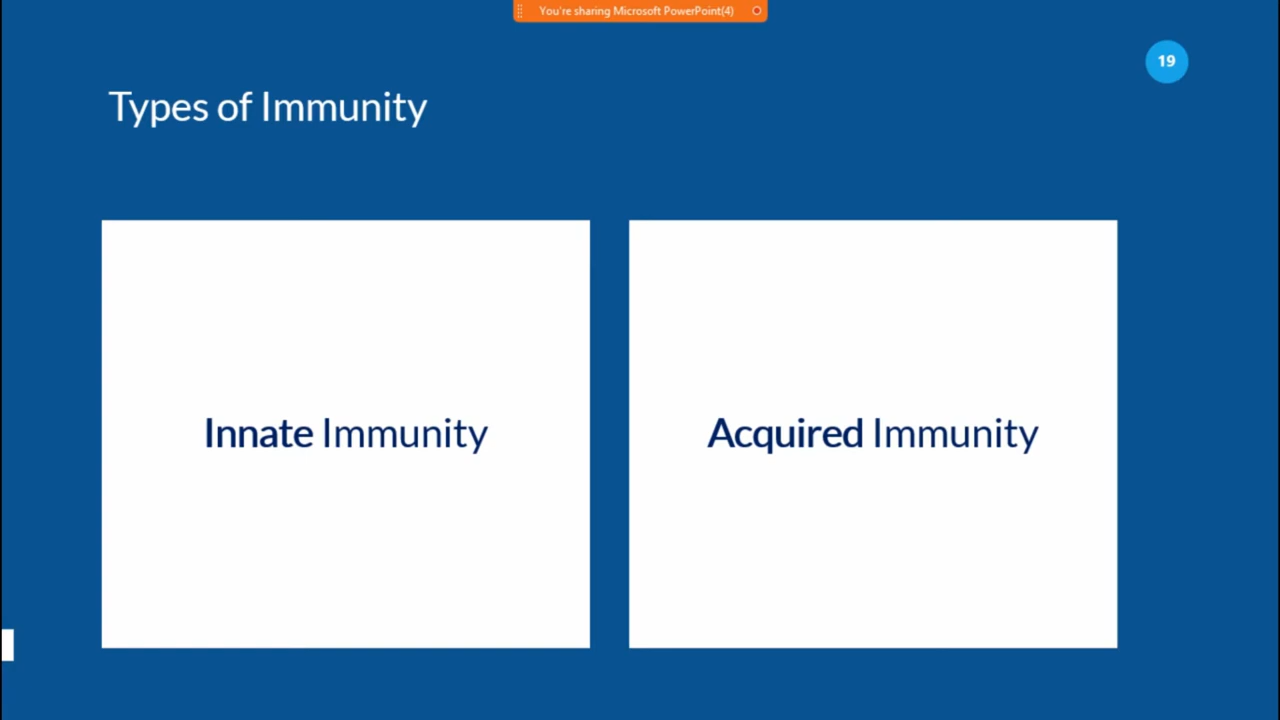 You're sharing Microsoft PowerPoint(4)
19
Types of Immunity
Innate Immunity
Acquired Immunity